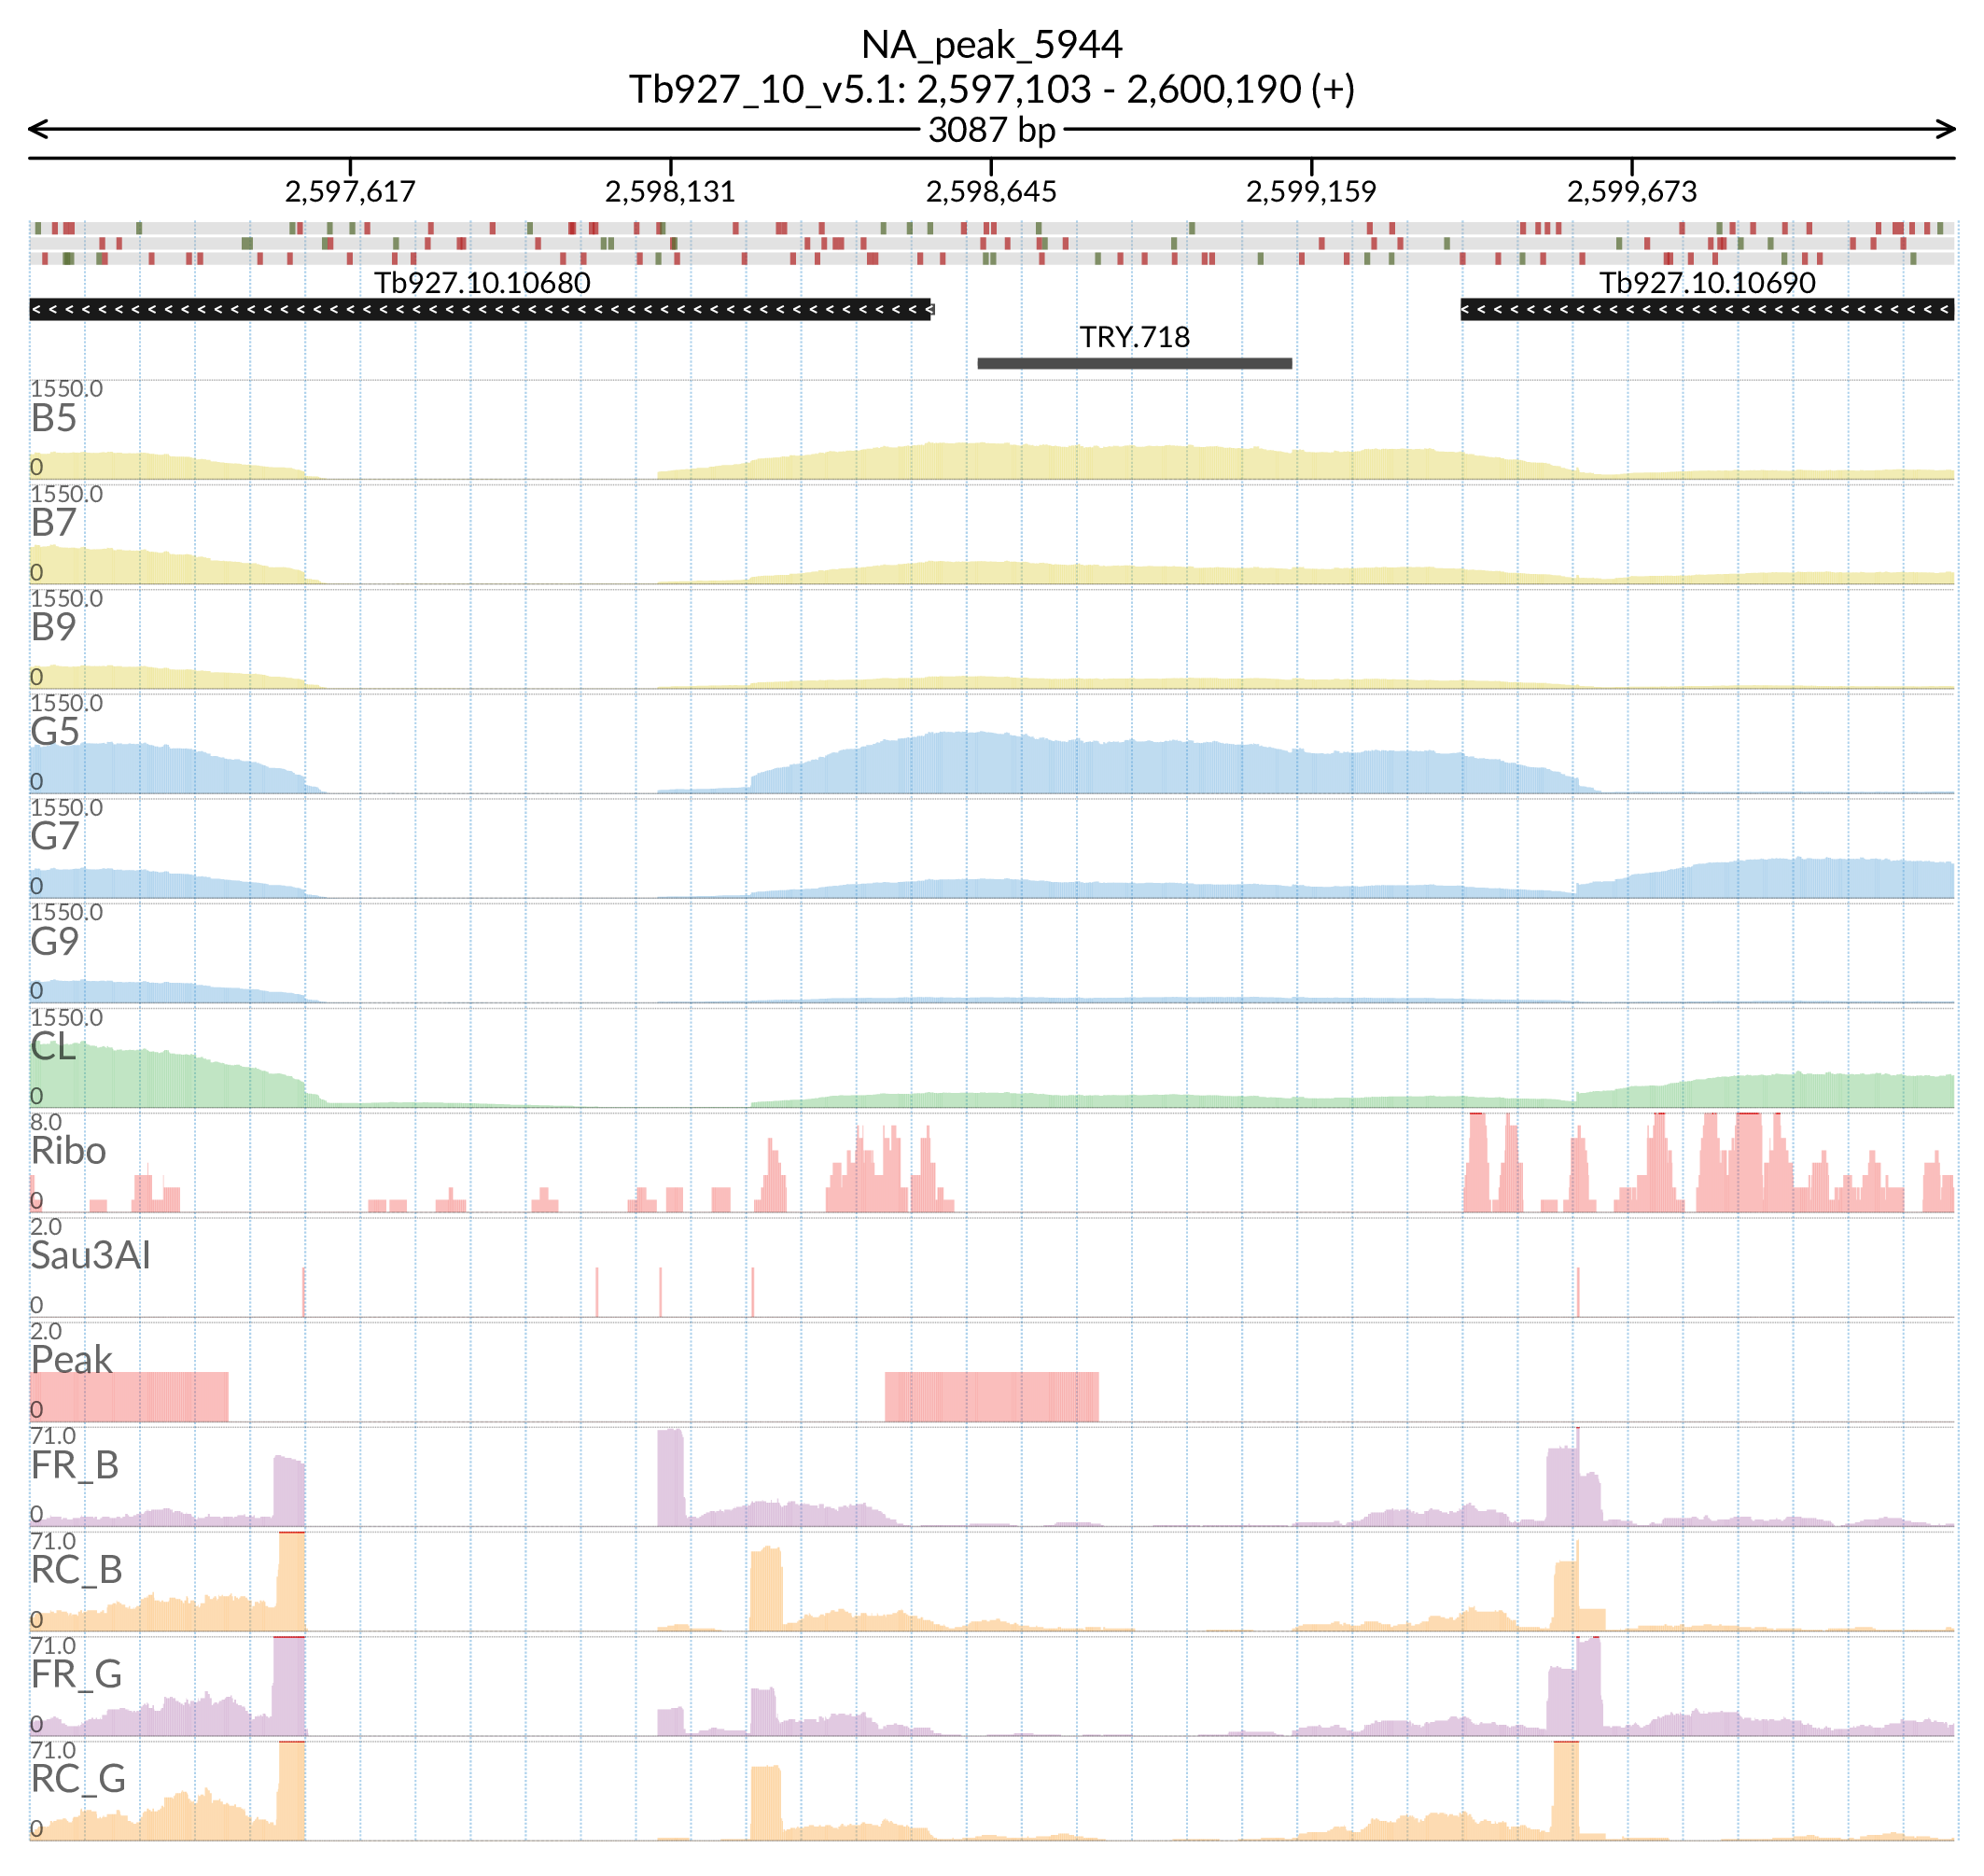 NA_peak_5944
Tb927_10_v5.1: 2,597,103 - 2,600,190 (+)
3087 bp
2,597,617 2,598,131 2,598,645 2,599,159 2,599,673
Tb927.10.10680 Tb927.10.10690
TRY.718
1550.0
B5
0
1550.0
B7
0
1550.0
B9
0
1550.0
G5
0
1550.0
G7
0
1550.0
G9
0
1550.0
CL
0
8.0
Ribo
0
2.0
Sau3AI
0
2.0
Peak
0
71.0
FR_B
0
71.0
RC_B
0
71.0
FR_G
0
71.0
RC_G
0